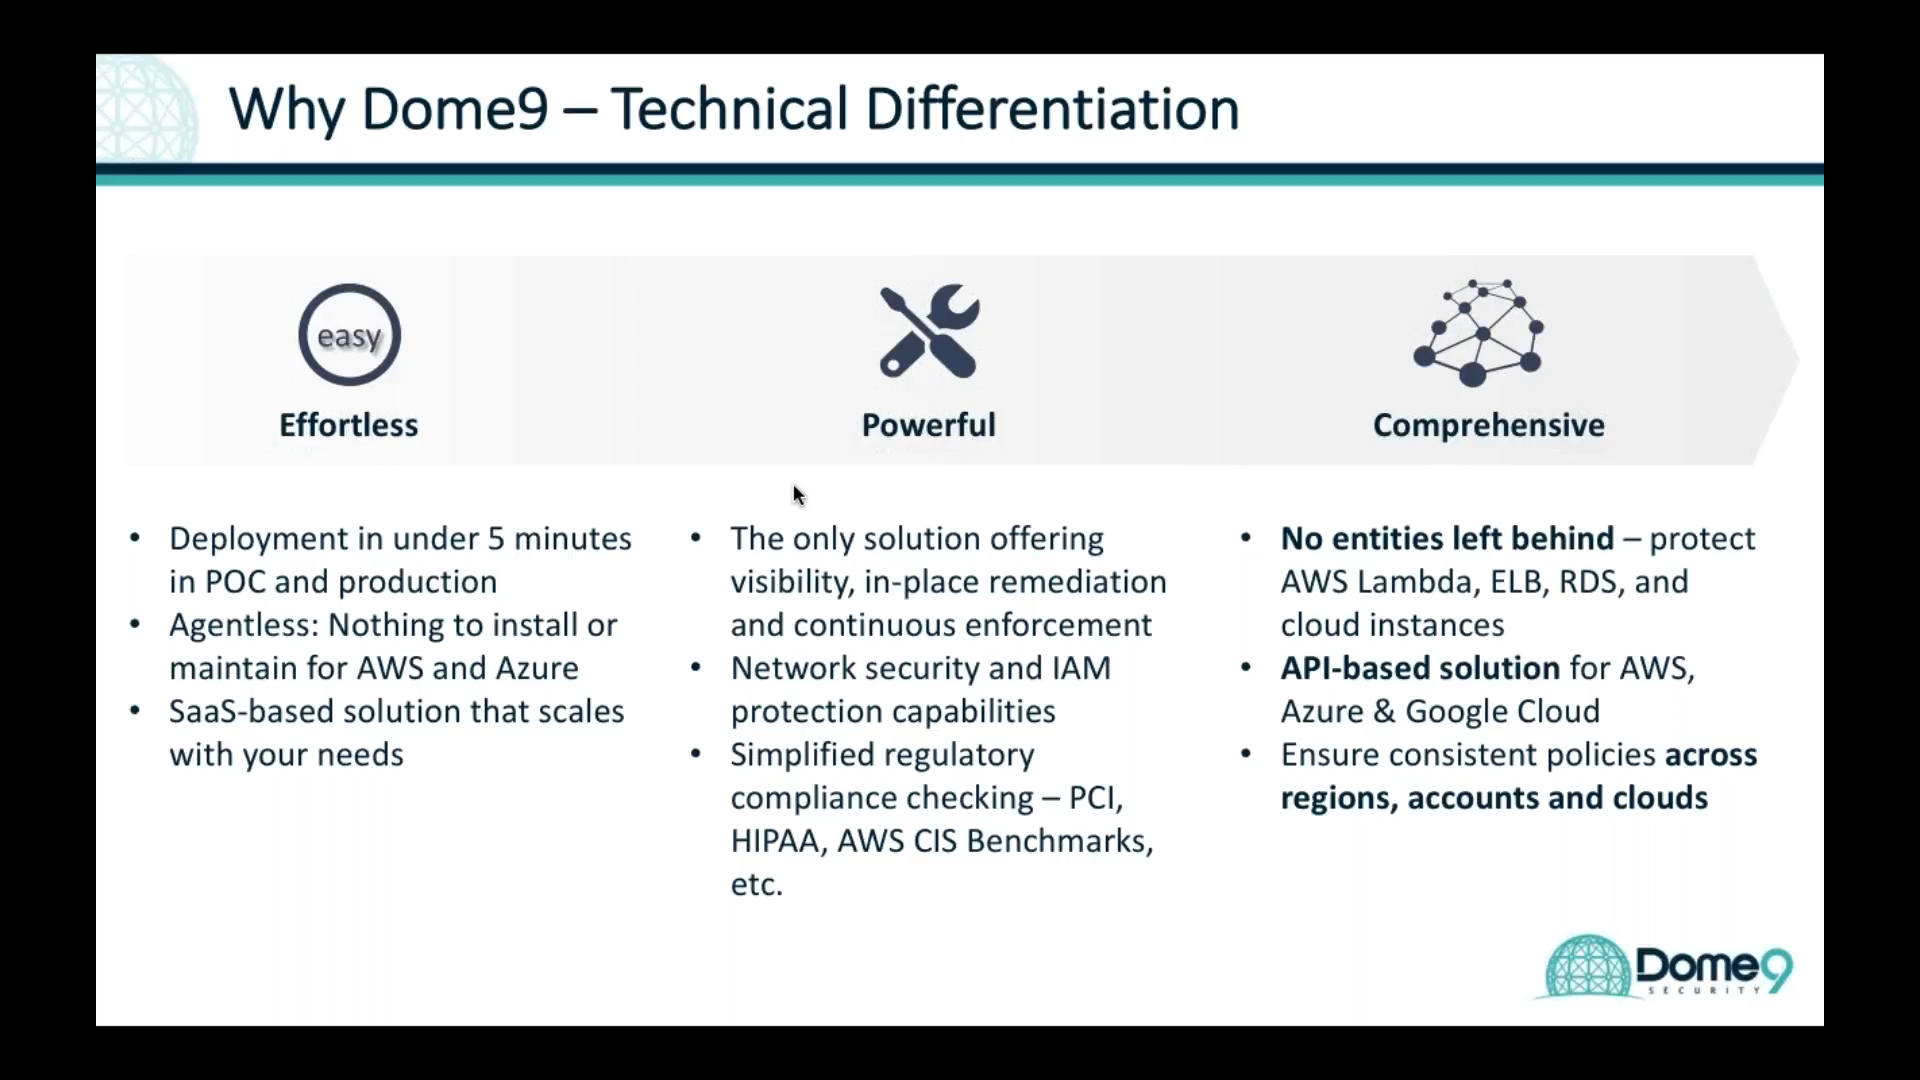 Why Dome9 – Technical Differentiation
easy
Effortless
Powerful
Comprehensive
• Deployment in under 5 minutes
in POC and production
• Agentless: Nothing to install or
maintain for AWS and Azure
• SaaS-based solution that scales
with your needs
• The only solution offering
visibility, in-place remediation
and continuous enforcement
• Network security and IAM
protection capabilities
• Simplified regulatory
compliance checking – PCI,
HIPAA, AWS CIS Benchmarks,
etc.
• No entities left behind – protect
AWS Lambda, ELB, RDS, and
cloud instances
• API-based solution for AWS,
Azure & Google Cloud
• Ensure consistent policies across
regions, accounts and clouds
Dome9
SECURITY